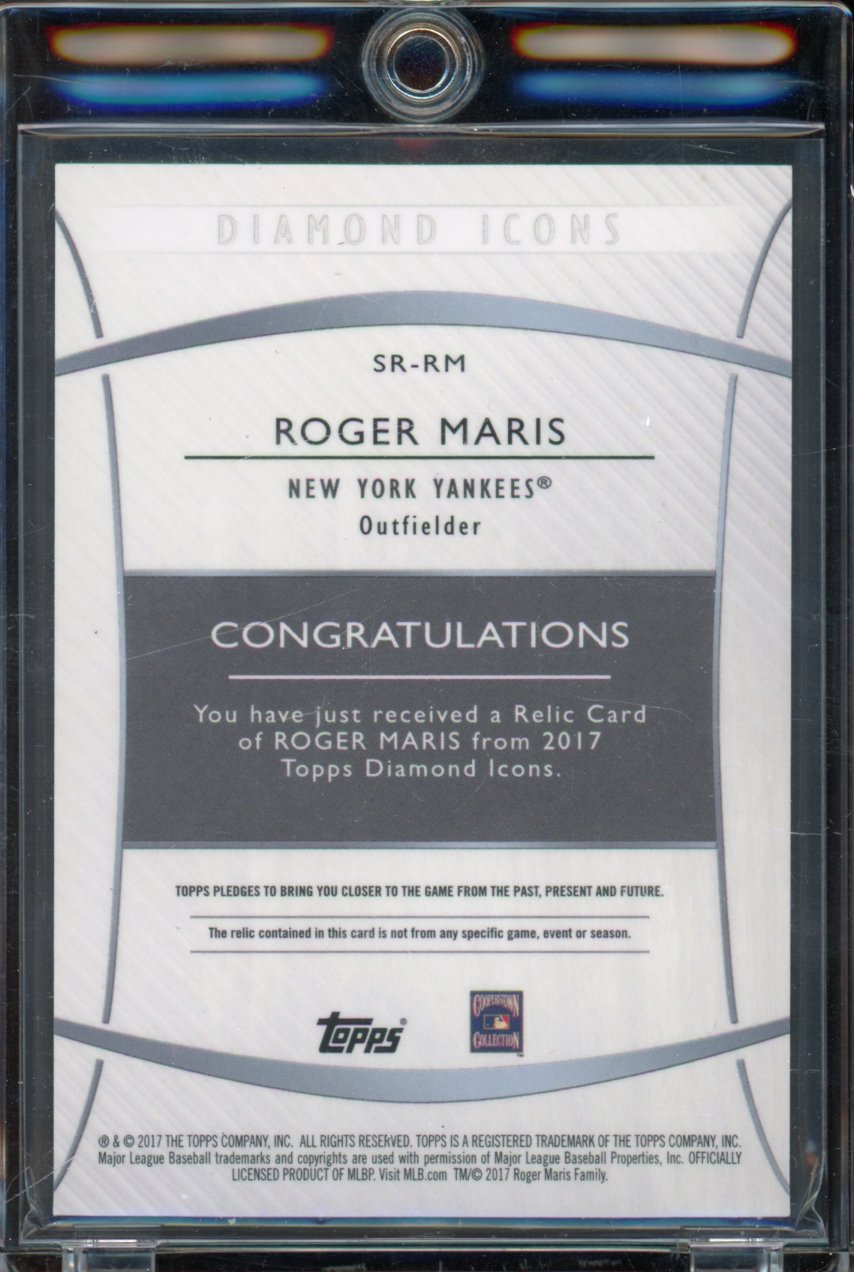 DIAMOND ICONS
SR-RM
ROGER MARIS
NEW YORK YANKEES®
Outfielder
CONGRATULATIONS
You have just received a Relic Card
of ROGER MARIS from 2017
Topps Diamond Icons.
TOPPS PLEDGES TO BRING YOU CLOSER TO THE GAME FROM THE PAST, PRESENT AND FUTURE.
The relic contained in this card is not from any specific game, event or season.
topps®
COOPERSTOWN
COLLECTION
™
® & © 2017 THE TOPPS COMPANY, INC. ALL RIGHTS RESERVED. TOPPS IS A REGISTERED TRADEMARK OF THE TOPPS COMPANY, INC.
Major League Baseball trademarks and copyrights are used with permission of Major League Baseball Properties, Inc. OFFICIALLY
LICENSED PRODUCT OF MLBP. Visit MLB.com TM/© 2017 Roger Maris Family.